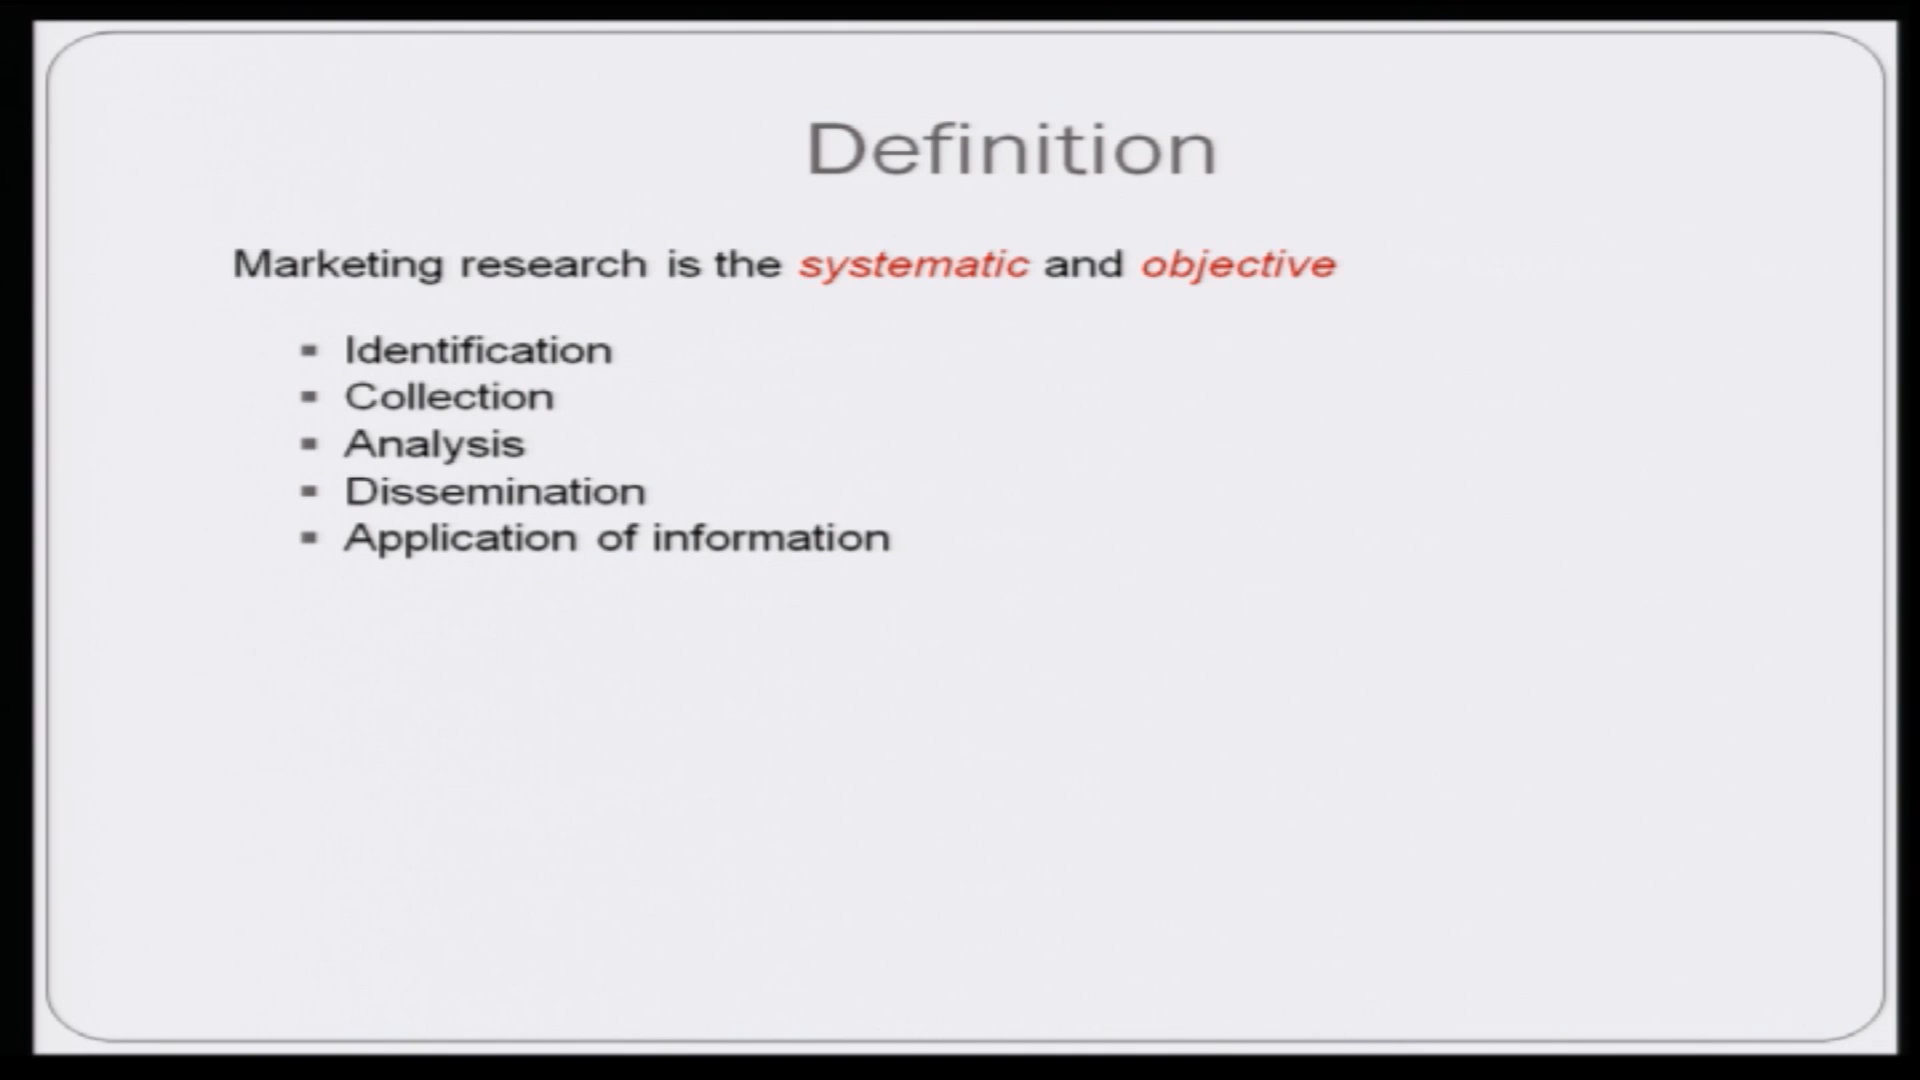 Definition
Marketing research is the systematic and objective
▪ Identification
▪ Collection
▪ Analysis
▪ Dissemination
▪ Application of information